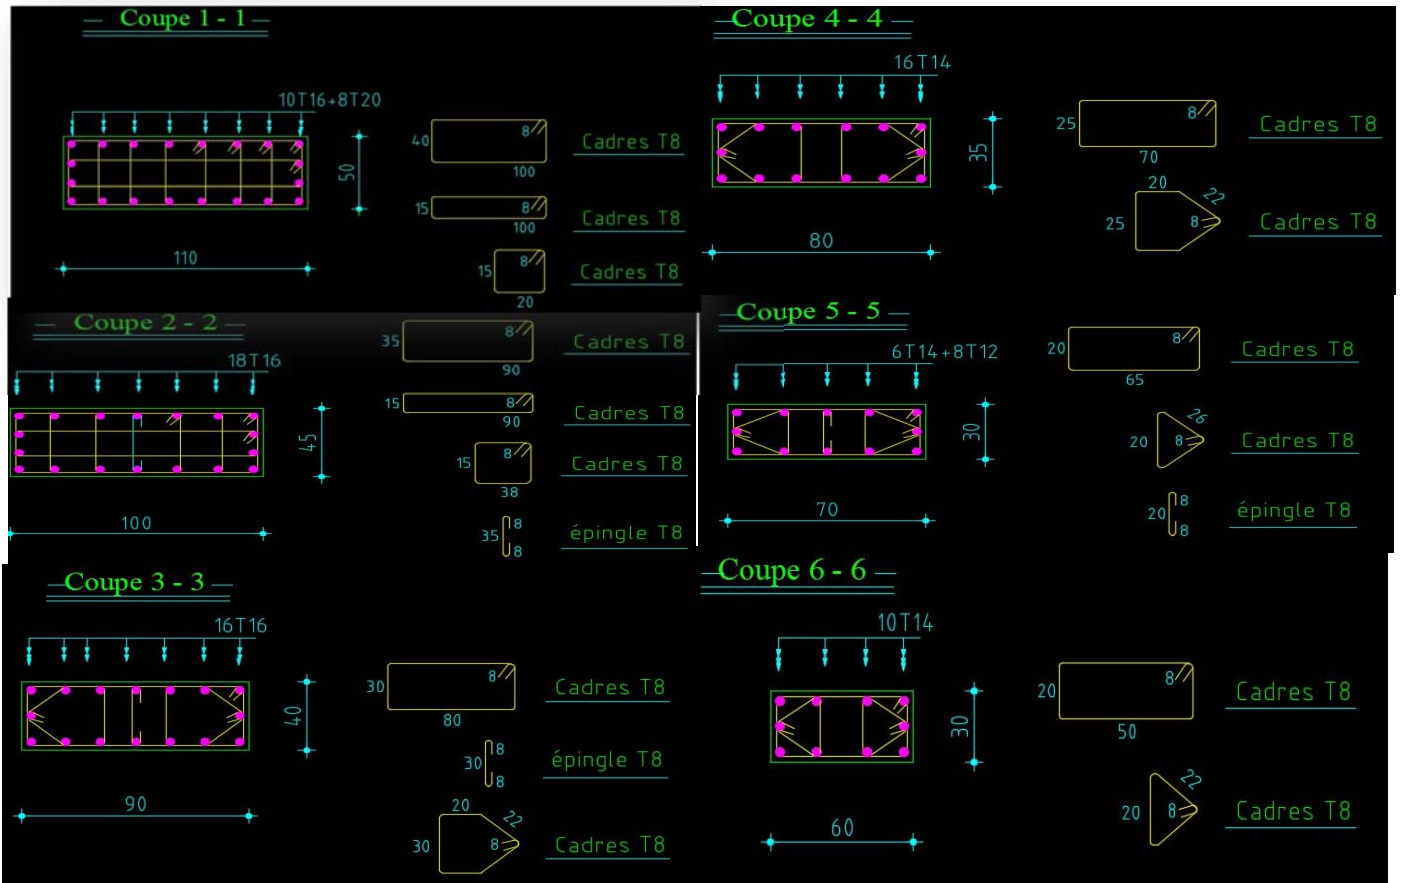 Coupe 1 - 1
10T16+8T20
50
110
40
8
100
Cadres T8
15
8
100
Cadres T8
15
8
20
Cadres T8
Coupe 4 - 4
16T14
35
80
25
8
70
Cadres T8
20
22
25
8
Cadres T8
Coupe 2 - 2
18T16
45
100
35
8
90
Cadres T8
15
8
90
Cadres T8
15
8
38
Cadres T8
35
8
8
épingle T8
Coupe 5 - 5
6T14+8T12
30
70
20
8
65
Cadres T8
26
20
8
Cadres T8
20
8
8
épingle T8
Coupe 3 - 3
16T16
40
90
30
8
80
Cadres T8
30
8
8
épingle T8
20
22
30
8
Cadres T8
Coupe 6 - 6
10T14
30
60
20
8
50
Cadres T8
22
20
8
Cadres T8